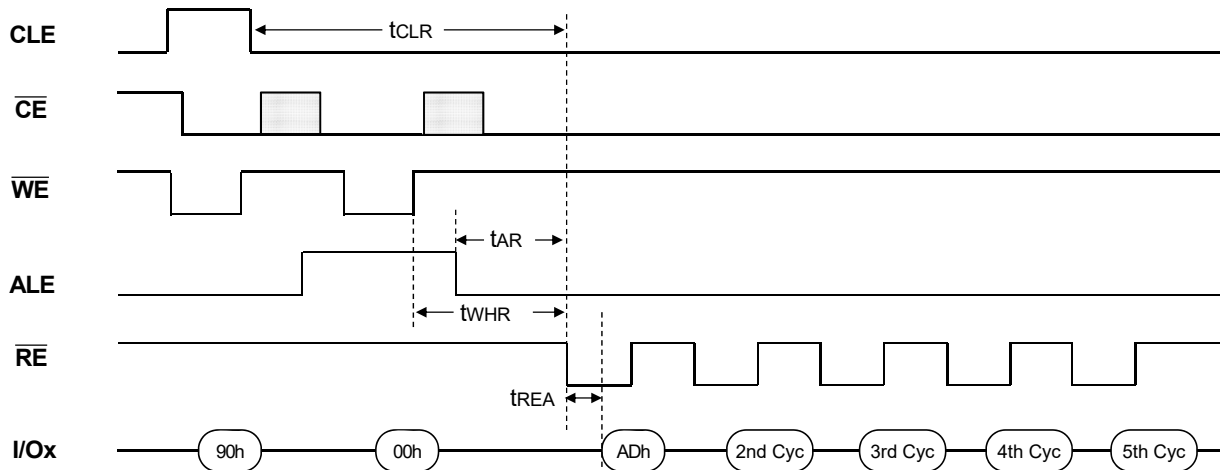 CLE
tCLR
CE
WE
tAR
ALE
tWHR
RE
tREA
I/Ox 90h 00h ADh 2nd Cyc 3rd Cyc 4th Cyc 5th Cyc